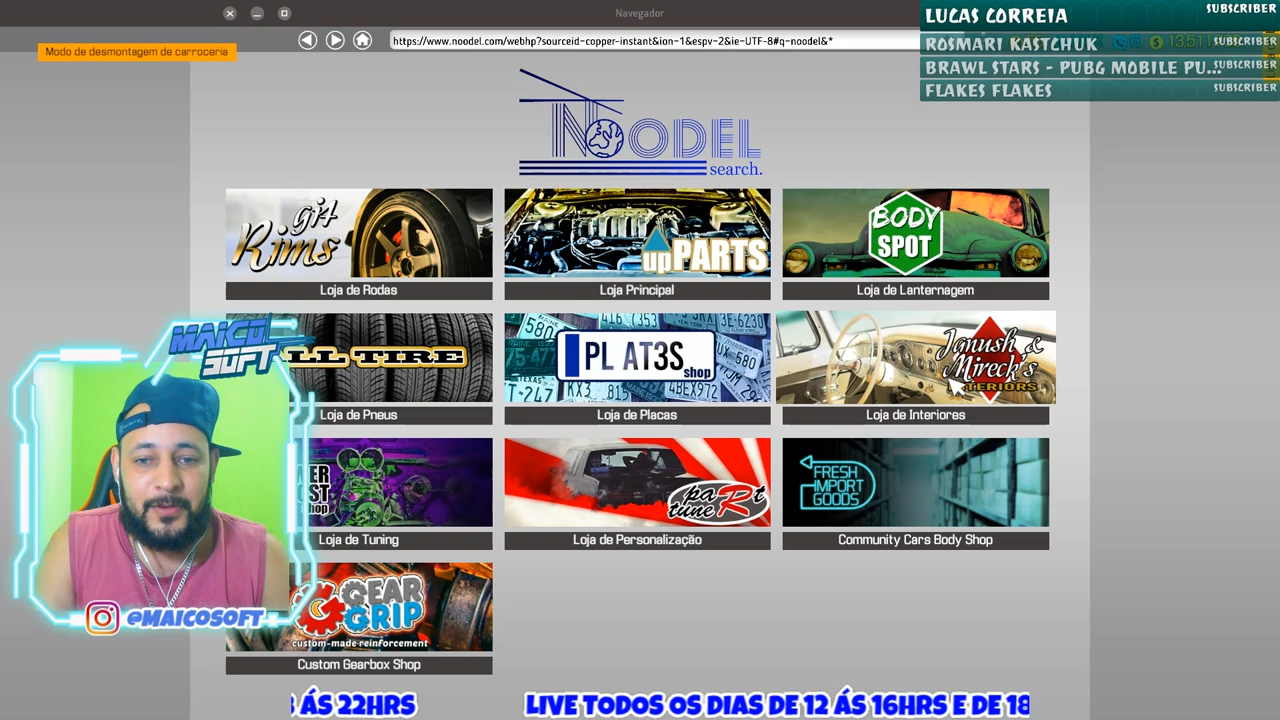 Navegador
SUBSCRIBER
LUCAS CORREIA
Modo de desmontagem de carroceria
https://www.noodel.com/webhp?sourceid-copper-instant&ion-1&espv-2&ie-UTF-8#q-noodel&*
ROSMARI KASTCHUK SUBSCRIBER
BRAWL STARS - PUBG MOBILE PU... SUBSCRIBER
FLAKES FLAKES SUBSCRIBER
NOODEL
search.
gj4 Rims
upPARTS
BODY SPOT
Loja de Rodas
Loja Principal
Loja de Lanternagem
LL TIRE
PL AT3S shop
Janush & Mireck's
TERIORS
Loja de Pneus
Loja de Placas
Loja de Interiores
paRt tuneR
FRESH IMPORT GOODS
Loja de Tuning
Loja de Personalização
Community Cars Body Shop
GEAR GRIP
custom-made reinforcement
Custom Gearbox Shop
MAICO SOFT
@MAICOSOFT
ÁS 22HRS
LIVE TODOS OS DIAS DE 12 ÁS 16HRS E DE 18